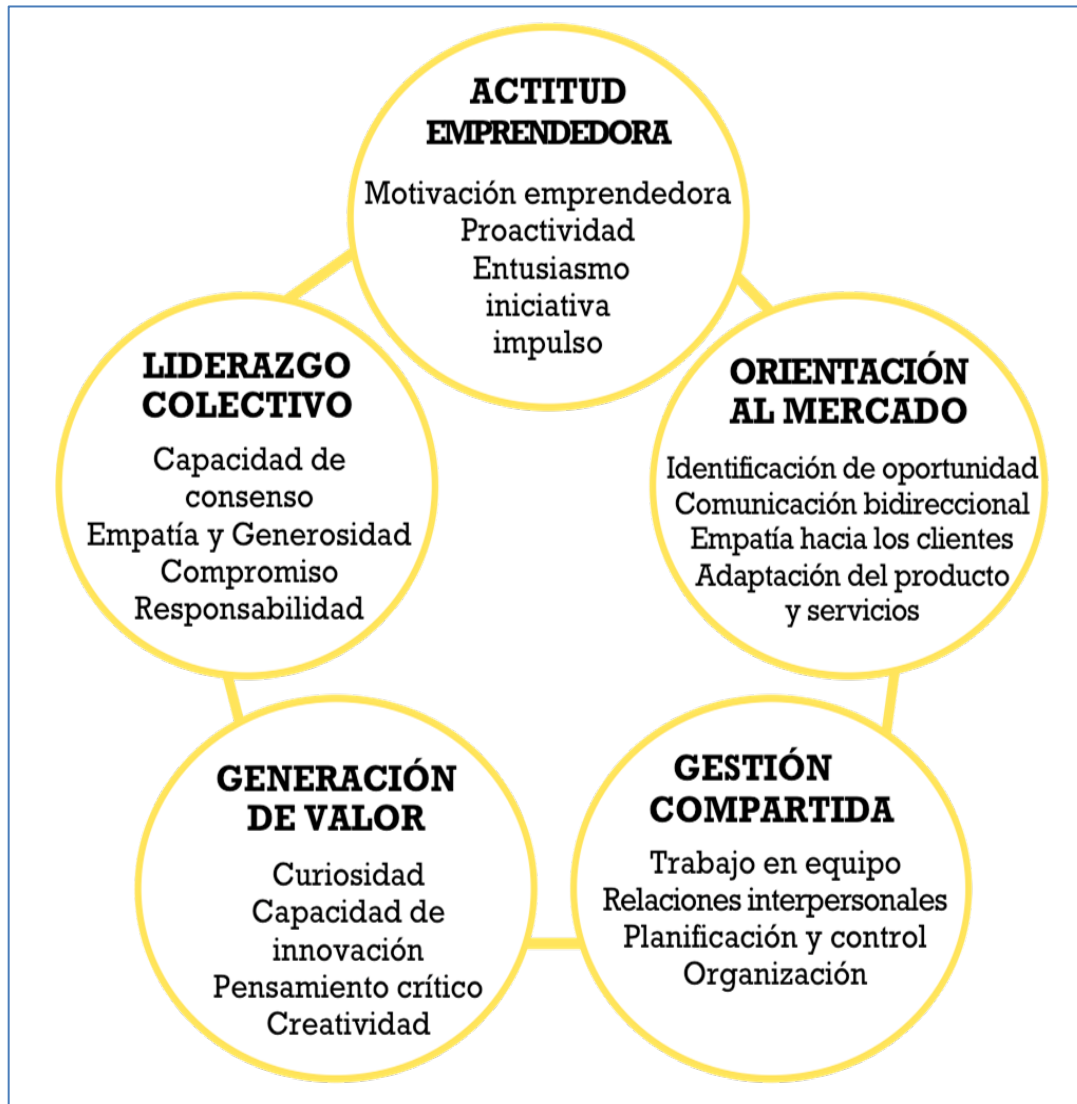 ACTITUD
EMPRENDEDORA
Motivación emprendedora
Proactividad
Entusiasmo
iniciativa
impulso
LIDERAZGO
COLECTIVO
Capacidad de
consenso
Empatía y Generosidad
Compromiso
Responsabilidad
ORIENTACIÓN
AL MERCADO
Identificación de oportunidad
Comunicación bidireccional
Empatía hacia los clientes
Adaptación del producto
y servicios
GENERACIÓN
DE VALOR
Curiosidad
Capacidad de
innovación
Pensamiento crítico
Creatividad
GESTIÓN
COMPARTIDA
Trabajo en equipo
Relaciones interpersonales
Planificación y control
Organización